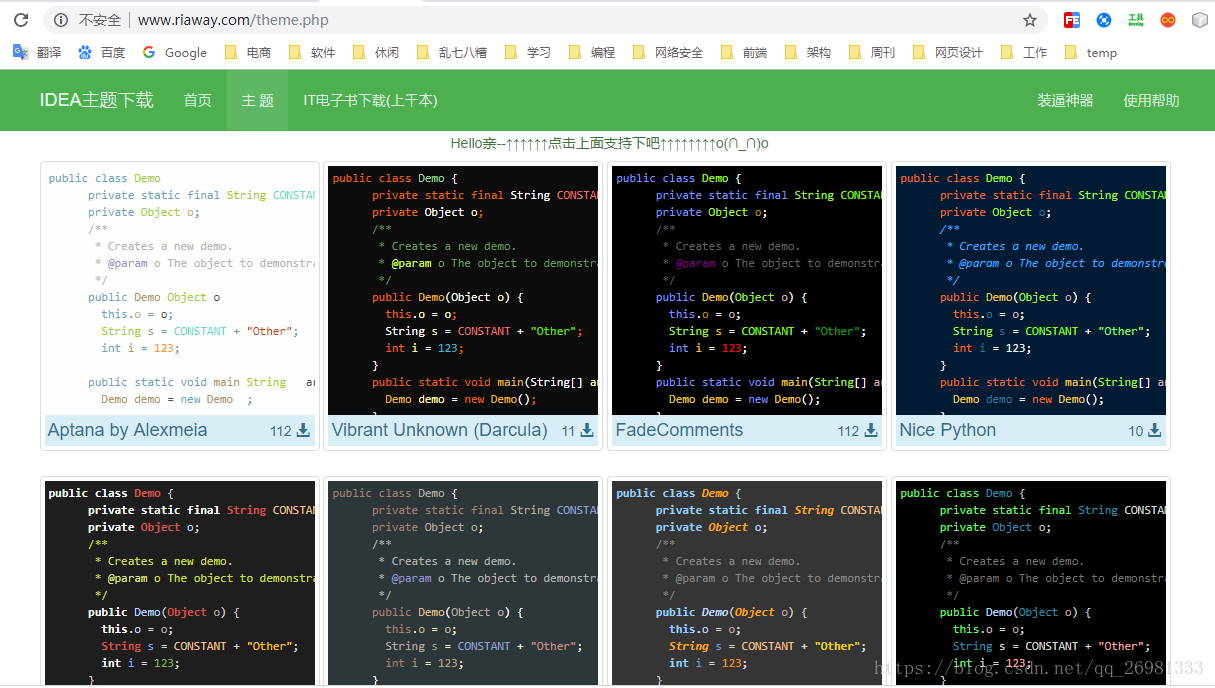 不安全 www.riaway.com/theme.php
翻译 百度 Google 电商 软件 休闲 乱七八糟 学习 编程 网络安全 前端 架构 周刊 网页设计 工作 temp
IDEA主题下载 首页 主 题 IT电子书下载(上千本) 装逼神器 使用帮助
Hello亲--↑↑↑↑↑↑点击上面支持下吧↑↑↑↑↑↑↑↑o(∩_∩)o
public class Demo
private static final String CONSTAN
private Object o;
/**
* Creates a new demo.
* @param o The object to demonstra
*/
public Demo Object o
this.o = o;
String s = CONSTANT + "Other";
int i = 123;
public static void main String ar
Demo demo = new Demo ;
Aptana by Alexmeia 112
public class Demo {
private static final String CONSTA
private Object o;
/**
* Creates a new demo.
* @param o The object to demonstra
*/
public Demo(Object o) {
this.o = o;
String s = CONSTANT + "Other";
int i = 123;
}
public static void main(String[] a
Demo demo = new Demo();
}
Vibrant Unknown (Darcula) 11
public class Demo {
private static final String CONSTA
private Object o;
/**
* Creates a new demo.
* @param o The object to demonstra
*/
public Demo(Object o) {
this.o = o;
String s = CONSTANT + "Other";
int i = 123;
}
public static void main(String[] a
Demo demo = new Demo();
}
FadeComments 112
public class Demo {
private static final String CONSTA
private Object o;
/**
* Creates a new demo.
* @param o The object to demonstra
*/
public Demo(Object o) {
this.o = o;
String s = CONSTANT + "Other";
int i = 123;
}
public static void main(String[] a
Demo demo = new Demo();
}
Nice Python 10
public class Demo {
private static final String CONSTAN
private Object o;
/**
* Creates a new demo.
* @param o The object to demonstra
*/
public Demo(Object o) {
this.o = o;
String s = CONSTANT + "Other";
int i = 123;
}
public class Demo {
private static final String CONSTA
private Object o;
/**
* Creates a new demo.
* @param o The object to demonstra
*/
public Demo(Object o) {
this.o = o;
String s = CONSTANT + "Other";
int i = 123;
}
public class Demo {
private static final String CONSTA
private Object o;
/**
* Creates a new demo.
* @param o The object to demonstra
*/
public Demo(Object o) {
this.o = o;
String s = CONSTANT + "Other";
int i = 123;
}
public class Demo {
private static final String CONSTA
private Object o;
/**
* Creates a new demo.
* @param o The object to demonstra
*/
public Demo(Object o) {
this.o = o;
String s = CONSTANT + "Other";
int i = 123;
}
https://blog.csdn.net/qq_26981333